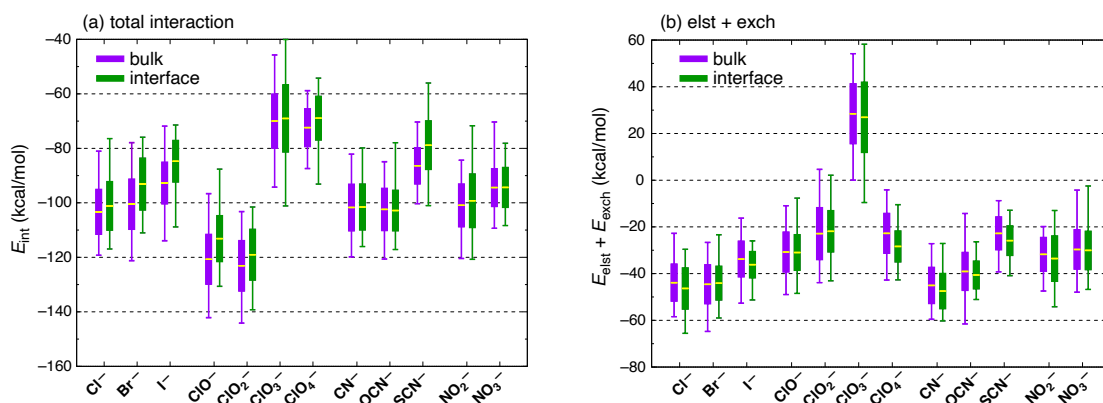 (a) total interaction
E_int (kcal/mol)
−40
−60
−80
−100
−120
−140
−160
bulk
interface
Cl⁻
Br⁻
I⁻
ClO⁻
ClO₂⁻
ClO₃⁻
ClO₄⁻
CN⁻
OCN⁻
SCN⁻
NO₂⁻
NO₃⁻
(b) elst + exch
E_elst + E_exch (kcal/mol)
60
40
20
0
−20
−40
−60
−80
bulk
interface
Cl⁻
Br⁻
I⁻
ClO⁻
ClO₂⁻
ClO₃⁻
ClO₄⁻
CN⁻
OCN⁻
SCN⁻
NO₂⁻
NO₃⁻